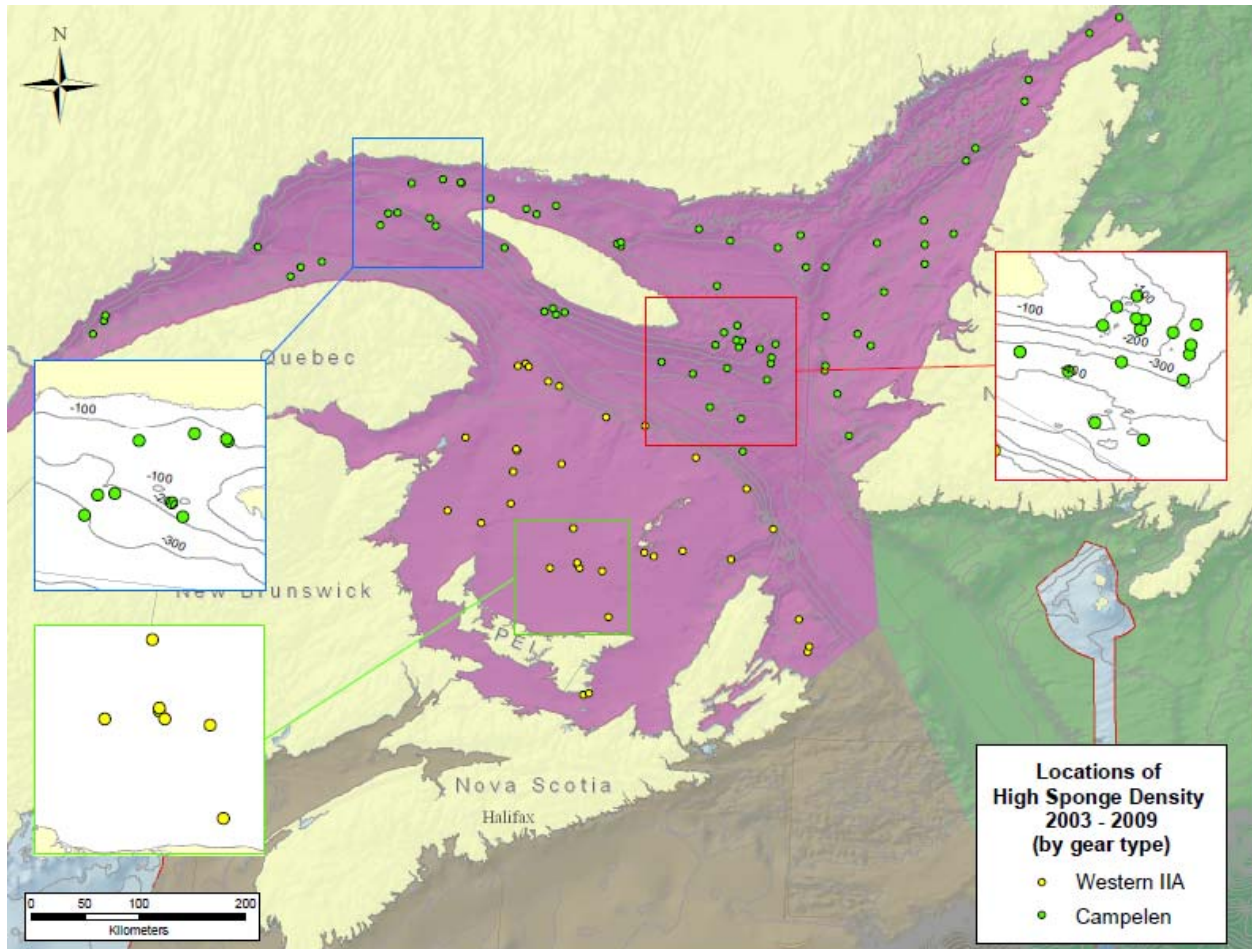 N
Quebec
-100
-200
-300
-100
N
-100
-100
-300
New Brunswick
PEI
Nova Scotia
Halifax
Locations of
High Sponge Density
2003 - 2009
(by gear type)
Western IIA
Campelen
0 50 100 200
Kilometers